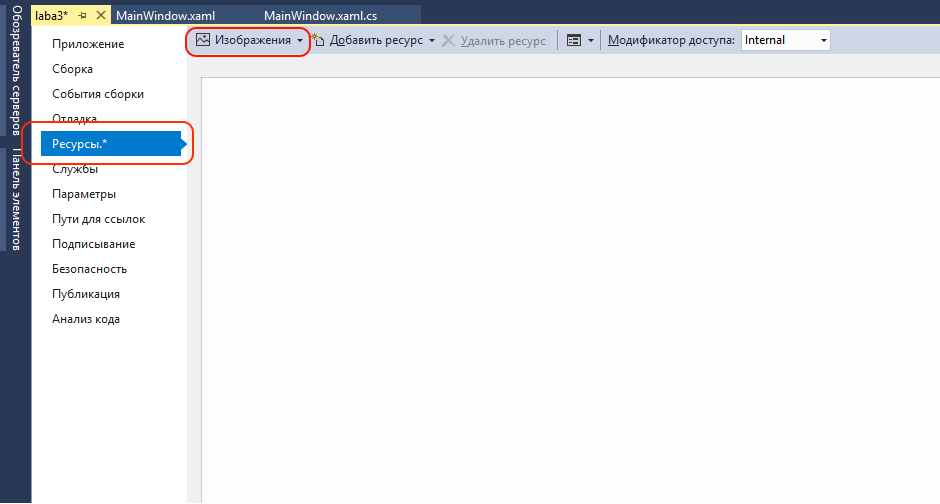 laba3*
MainWindow.xaml
MainWindow.xaml.cs
Обозреватель серверов
Панель элементов
Изображения
Добавить ресурс
Удалить ресурс
Модификатор доступа:
Internal
Приложение
Сборка
События сборки
Отладка
Ресурсы.*
Службы
Параметры
Пути для ссылок
Подписывание
Безопасность
Публикация
Анализ кода